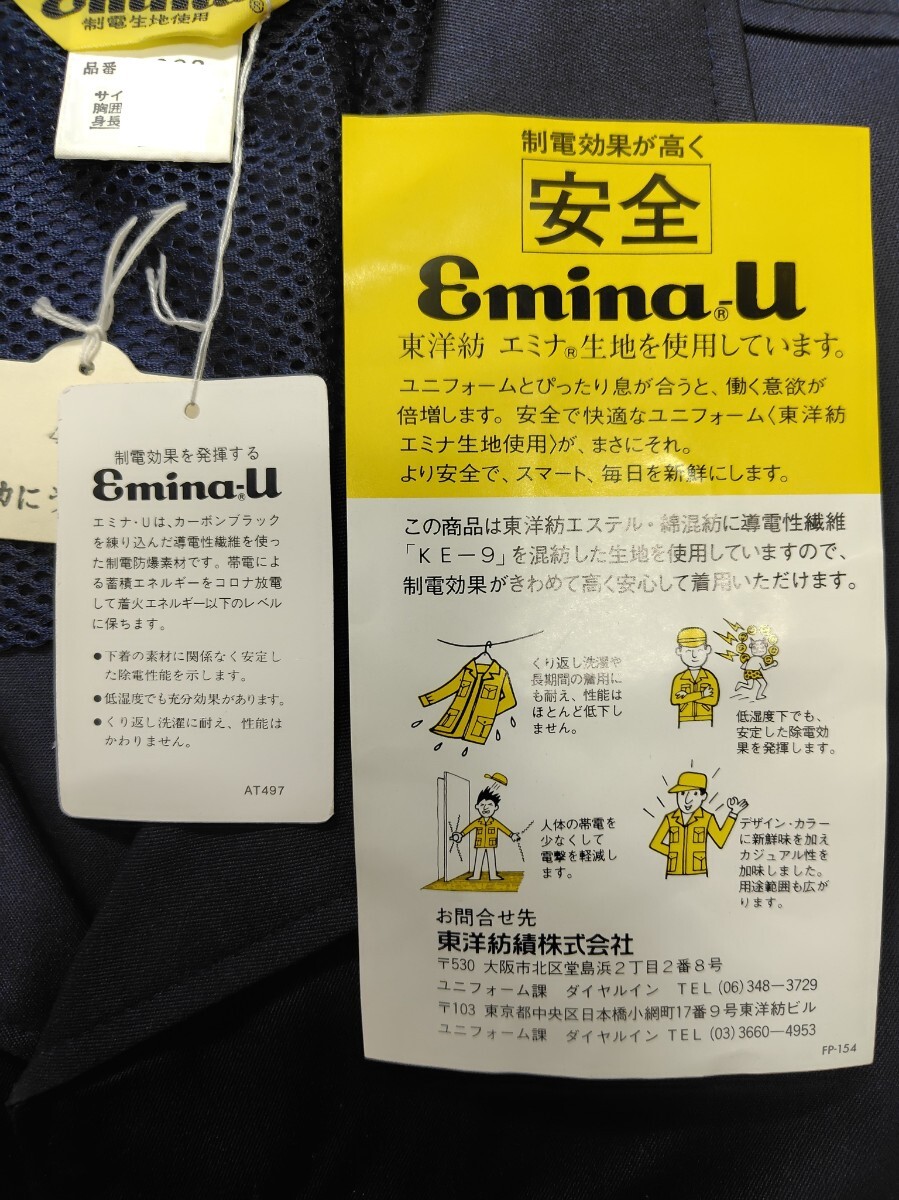 Emina®
制電生地使用
品番
サイ
胸囲
身長
制電効果を発揮する
Emina-U®
エミナ・Uは、カーボンブラック
を練り込んだ導電性繊維を使っ
た制電防爆素材です。帯電によ
る蓄積エネルギーをコロナ放電
して着火エネルギー以下のレベル
に保ちます。
●下着の素材に関係なく安定し
た除電性能を示します。
●低湿度でも充分効果があります。
●くり返し洗濯に耐え、性能は
かわりません。
AT497
制電効果が高く
安全
Emina-U®
東洋紡 エミナ®生地を使用しています。
ユニフォームとぴったり息が合うと、働く意欲が
倍増します。安全で快適なユニフォーム〈東洋紡
エミナ生地使用〉が、まさにそれ。
より安全で、スマート、毎日を新鮮にします。
この商品は東洋紡エステル・綿混紡に導電性繊維
「KE-9」を混紡した生地を使用していますので、
制電効果がきわめて高く安心して着用いただけます。
くり返し洗濯や
長期間の着用に
も耐え、性能は
ほとんど低下し
ません。
低湿度下でも、
安定した除電効
果を発揮します。
人体の帯電を
少なくして
電撃を軽減し
ます。
デザイン・カラー
に新鮮味を加え
カジュアル性を
加味しました。
用途範囲も広が
ります。
お問合せ先
東洋紡績株式会社
〒530 大阪市北区堂島浜2丁目2番8号
ユニフォーム課 ダイヤルイン TEL (06)348-3729
〒103 東京都中央区日本橋小網町17番9号東洋紡ビル
ユニフォーム課 ダイヤルイン TEL (03)3660-4953
FP-154